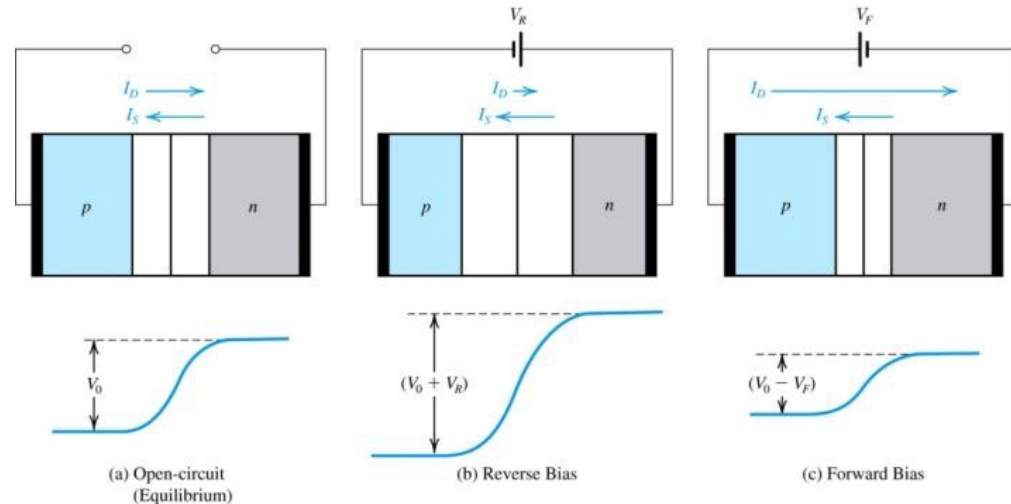 V_R
V_F
I_D
I_S
I_D
I_S
I_D
I_S
p
n
p
n
p
n
V_0
(V_0 + V_R)
(V_0 − V_F)
(a) Open-circuit
(Equilibrium)
(b) Reverse Bias
(c) Forward Bias